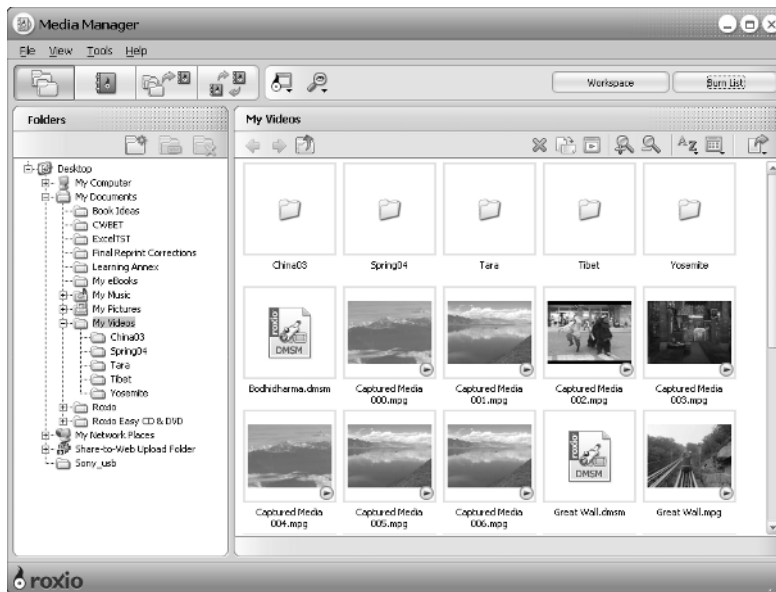 Media Manager
File View Tools Help
Workspace Burn List
Folders
My Videos
Desktop
My Computer
My Documents
Book Ideas
CWBET
ExcelTST
Final Reprint Corrections
Learning Annex
My eBooks
My Music
My Pictures
My Videos
China03
Spring04
Tara
Tibet
Yosemite
Roxio
Roxio Easy CD & DVD
My Network Places
Share-to-Web Upload Folder
Sony_usb
China03 Spring04 Tara Tibet Yosemite
roxio
DMSM
Bodhidharma.dmsm Captured Media Captured Media Captured Media Captured Media
000.mpg 001.mpg 002.mpg 003.mpg
roxio
DMSM
Captured Media Captured Media Captured Media Great Wall.dmsm Great Wall.mpg
004.mpg 005.mpg 006.mpg
roxio